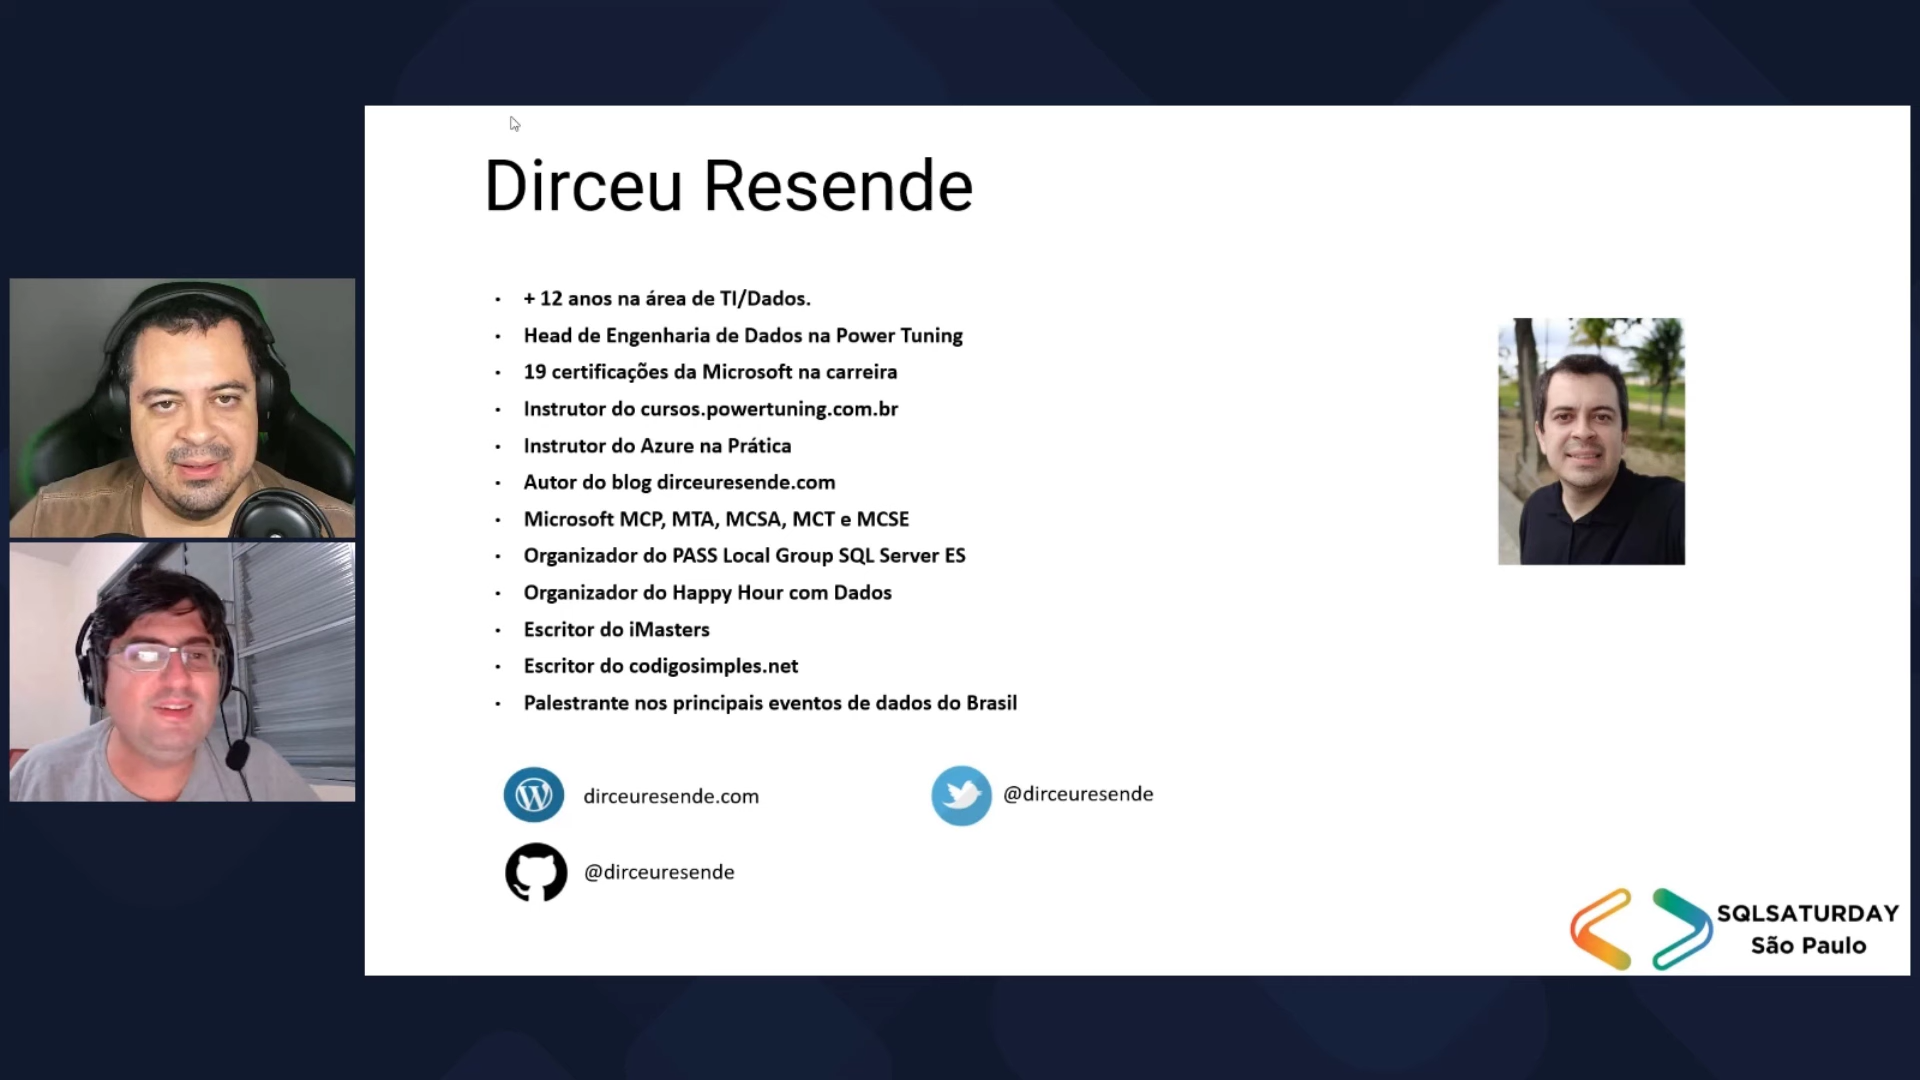 Dirceu Resende
+ 12 anos na área de TI/Dados.
Head de Engenharia de Dados na Power Tuning
19 certificações da Microsoft na carreira
Instrutor do cursos.powertuning.com.br
Instrutor do Azure na Prática
Autor do blog dirceuresende.com
Microsoft MCP, MTA, MCSA, MCT e MCSE
Organizador do PASS Local Group SQL Server ES
Organizador do Happy Hour com Dados
Escritor do iMasters
Escritor do codigosimples.net
Palestrante nos principais eventos de dados do Brasil
dirceuresende.com
@dirceuresende
@dirceuresende
SQLSATURDAY
São Paulo